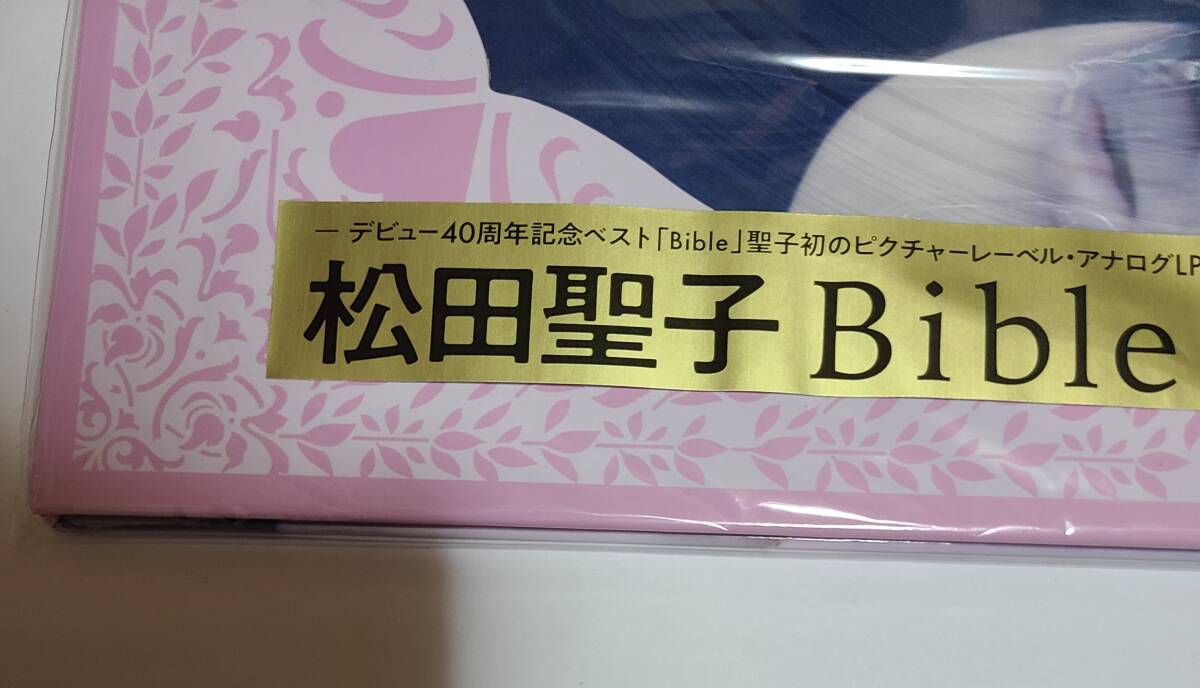 ― デビュー40周年記念ベスト「Bible」聖子初のピクチャーレーベル・アナログLP
松田聖子 Bible